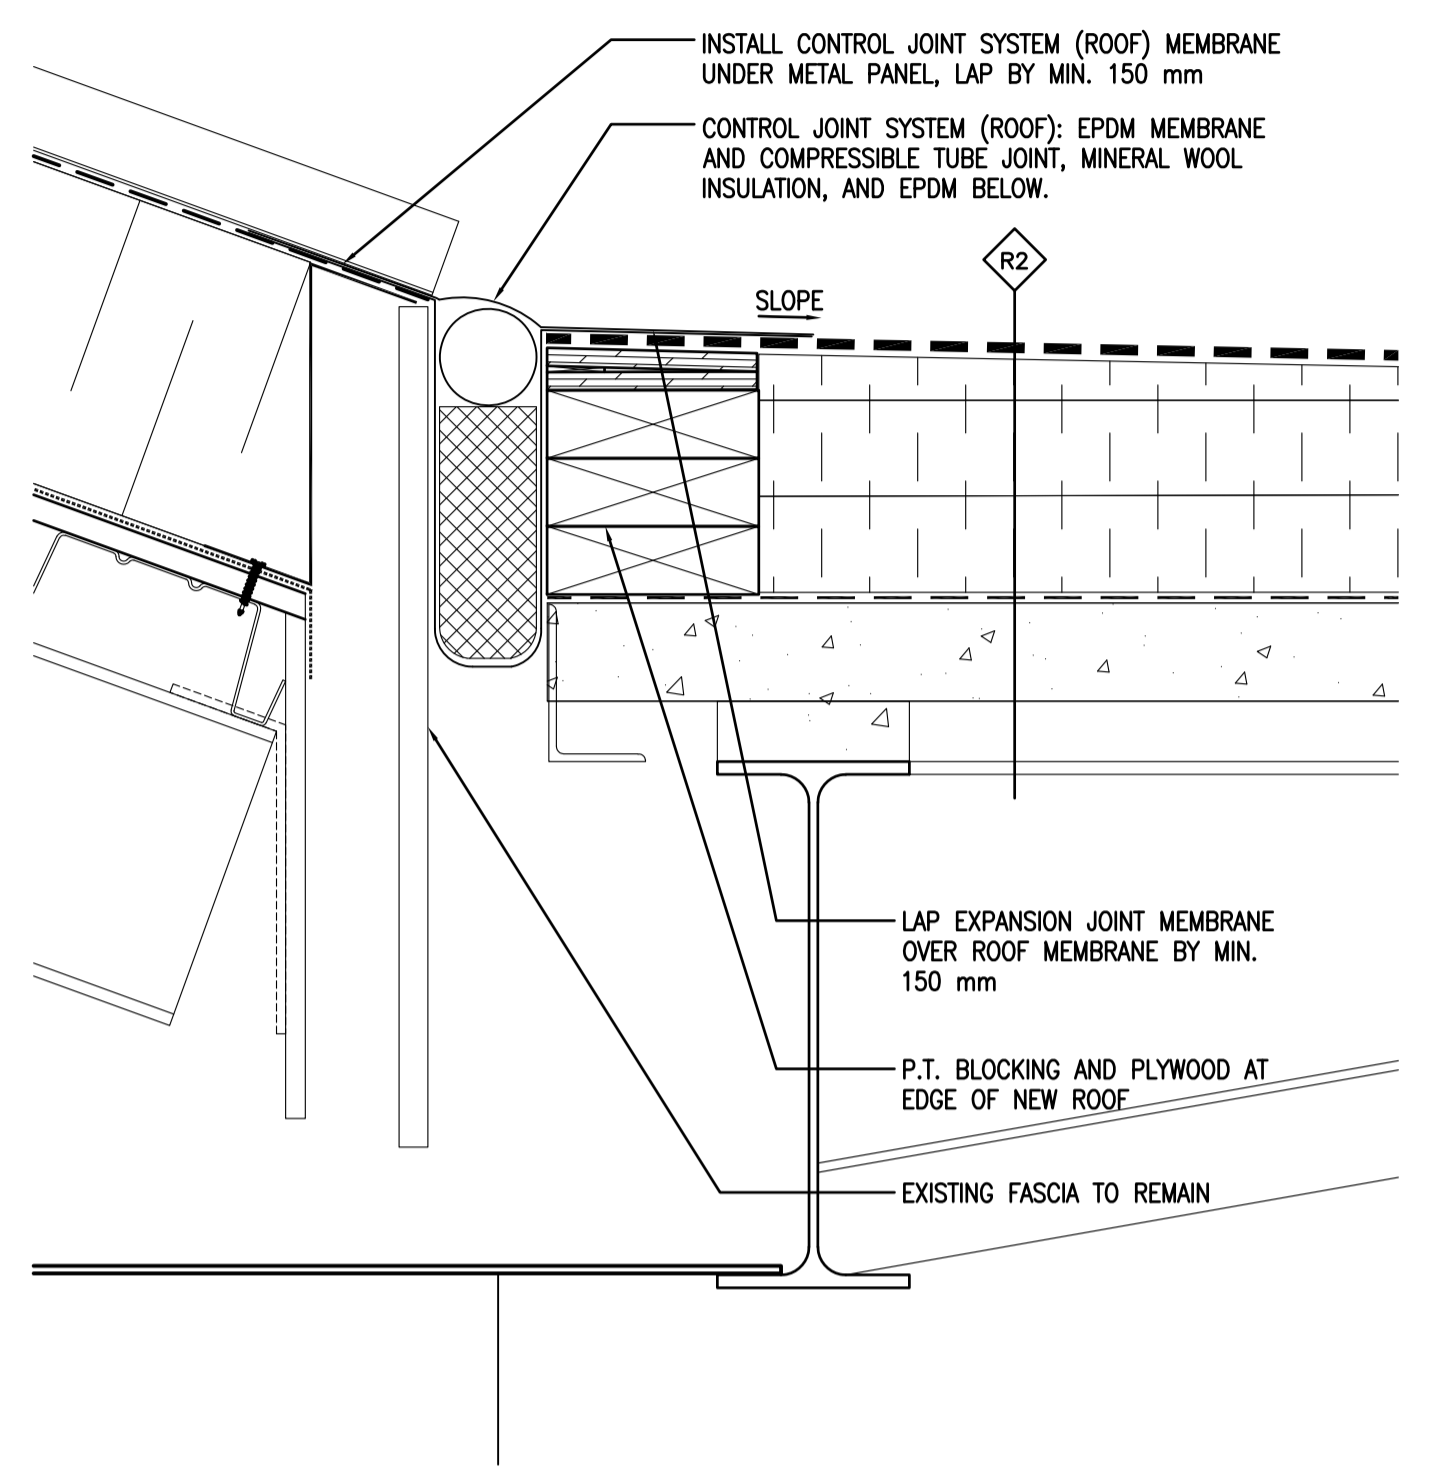 INSTALL CONTROL JOINT SYSTEM (ROOF) MEMBRANE
UNDER METAL PANEL, LAP BY MIN. 150 mm
CONTROL JOINT SYSTEM (ROOF): EPDM MEMBRANE
AND COMPRESSIBLE TUBE JOINT, MINERAL WOOL
INSULATION, AND EPDM BELOW.
R2
SLOPE
LAP EXPANSION JOINT MEMBRANE
OVER ROOF MEMBRANE BY MIN.
150 mm
P.T. BLOCKING AND PLYWOOD AT
EDGE OF NEW ROOF
EXISTING FASCIA TO REMAIN